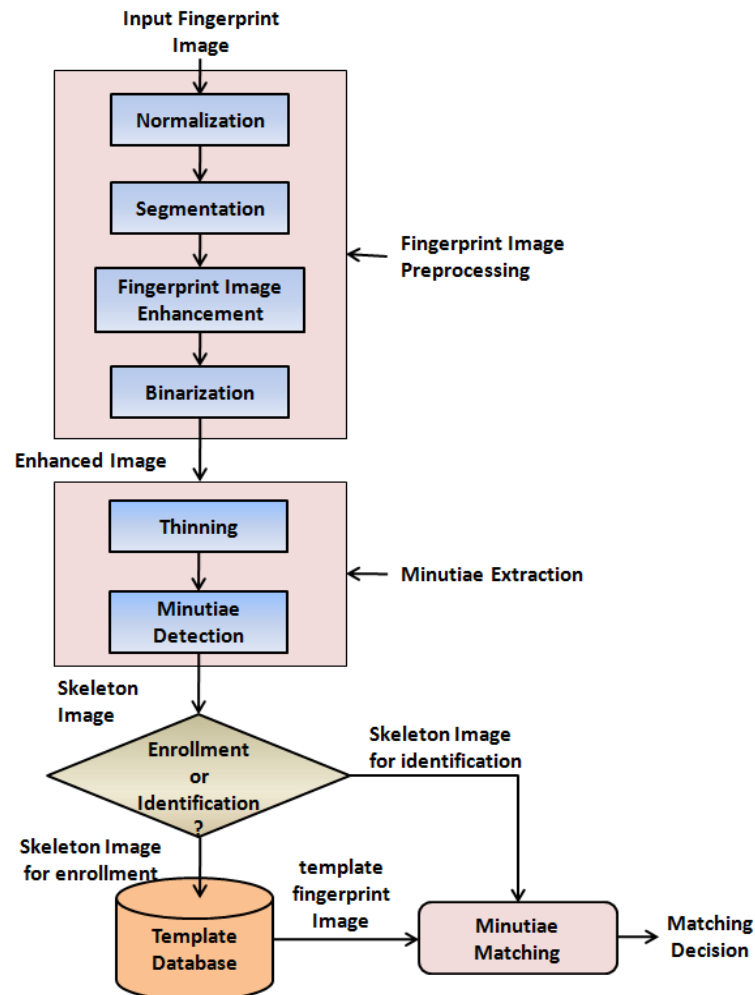 Input Fingerprint
Image
Normalization
Segmentation
Fingerprint Image
Enhancement
Binarization
Fingerprint Image
Preprocessing
Enhanced Image
Thinning
Minutiae
Detection
Minutiae Extraction
Skeleton
Image
Enrollment
or
Identification
?
Skeleton Image
for identification
Skeleton Image
for enrollment
Template
Database
template
fingerprint
Image
Minutiae
Matching
Matching
Decision